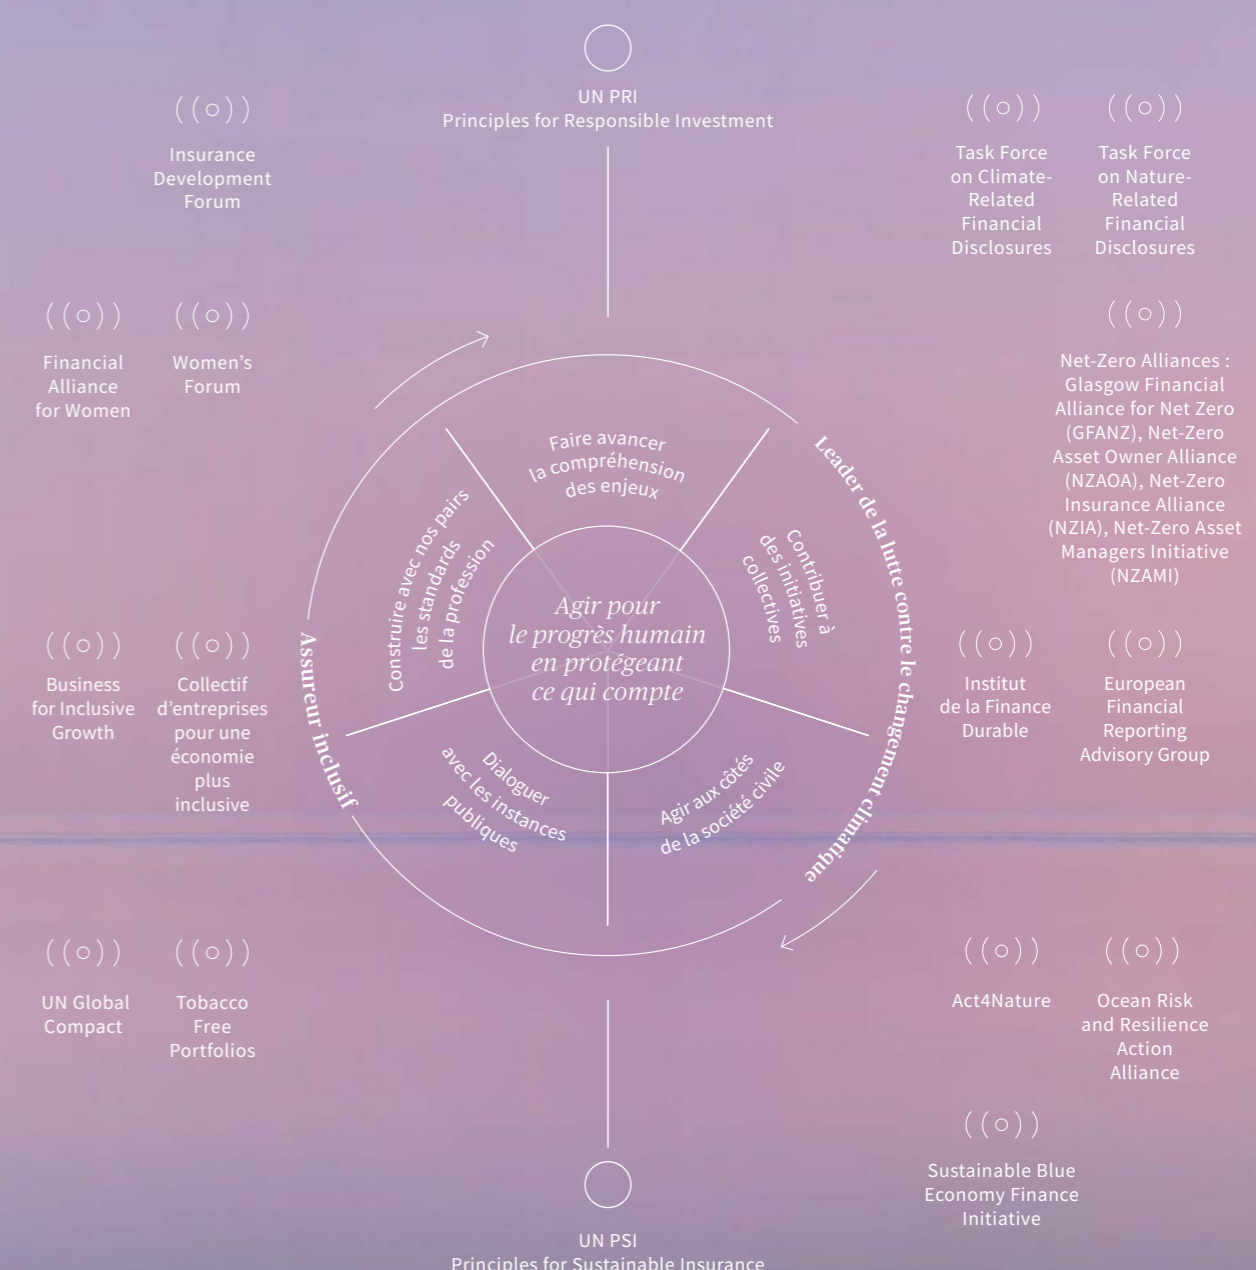 UN PRI
Principles for Responsible Investment
Insurance
Development
Forum
Financial
Alliance
for Women
Women’s
Forum
Business
for Inclusive
Growth
Collectif
d’entreprises
pour une
économie
plus
inclusive
UN Global
Compact
Tobacco
Free
Portfolios
Assureur inclusif
Faire avancer
la compréhension
des enjeux
Construire avec nos pairs
les standards
de la profession
Contribuer à
des initiatives
collectives
Agir pour
le progrès humain
en protégeant
ce qui compte
Dialoguer
avec les instances
publiques
Agir aux côtés
de la société civile
Leader de la lutte contre le changement climatique
Task Force
on Climate-
Related
Financial
Disclosures
Task Force
on Nature-
Related
Financial
Disclosures
Net-Zero Alliances :
Glasgow Financial
Alliance for Net Zero
(GFANZ), Net-Zero
Asset Owner Alliance
(NZAOA), Net-Zero
Insurance Alliance
(NZIA), Net-Zero Asset
Managers Initiative
(NZAMI)
Institut
de la Finance
Durable
European
Financial
Reporting
Advisory Group
Act4Nature
Ocean Risk
and Resilience
Action
Alliance
Sustainable Blue
Economy Finance
Initiative
UN PSI
Principles for Sustainable Insurance